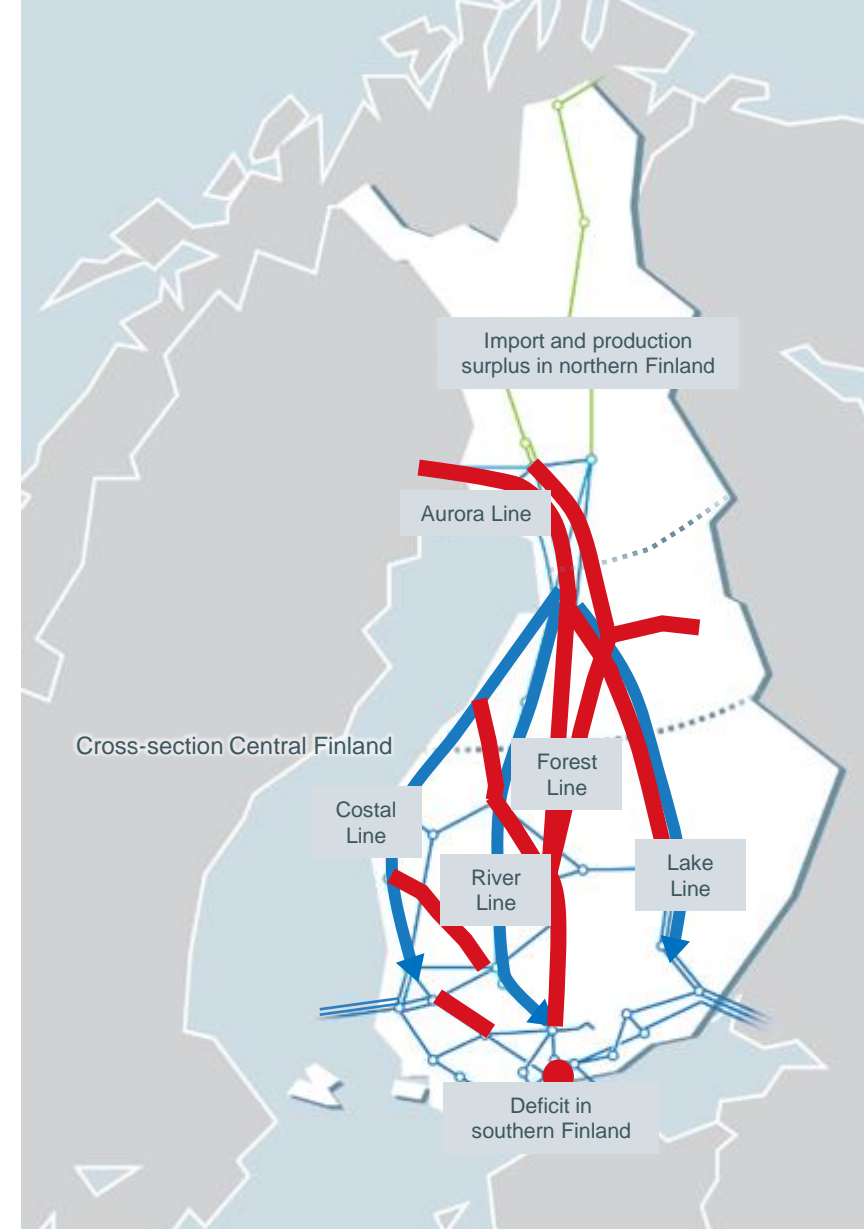 Import and production
surplus in northern Finland
Aurora Line
Cross-section Central Finland
Forest
Line
Costal
Line
River
Line
Lake
Line
Deficit in
southern Finland